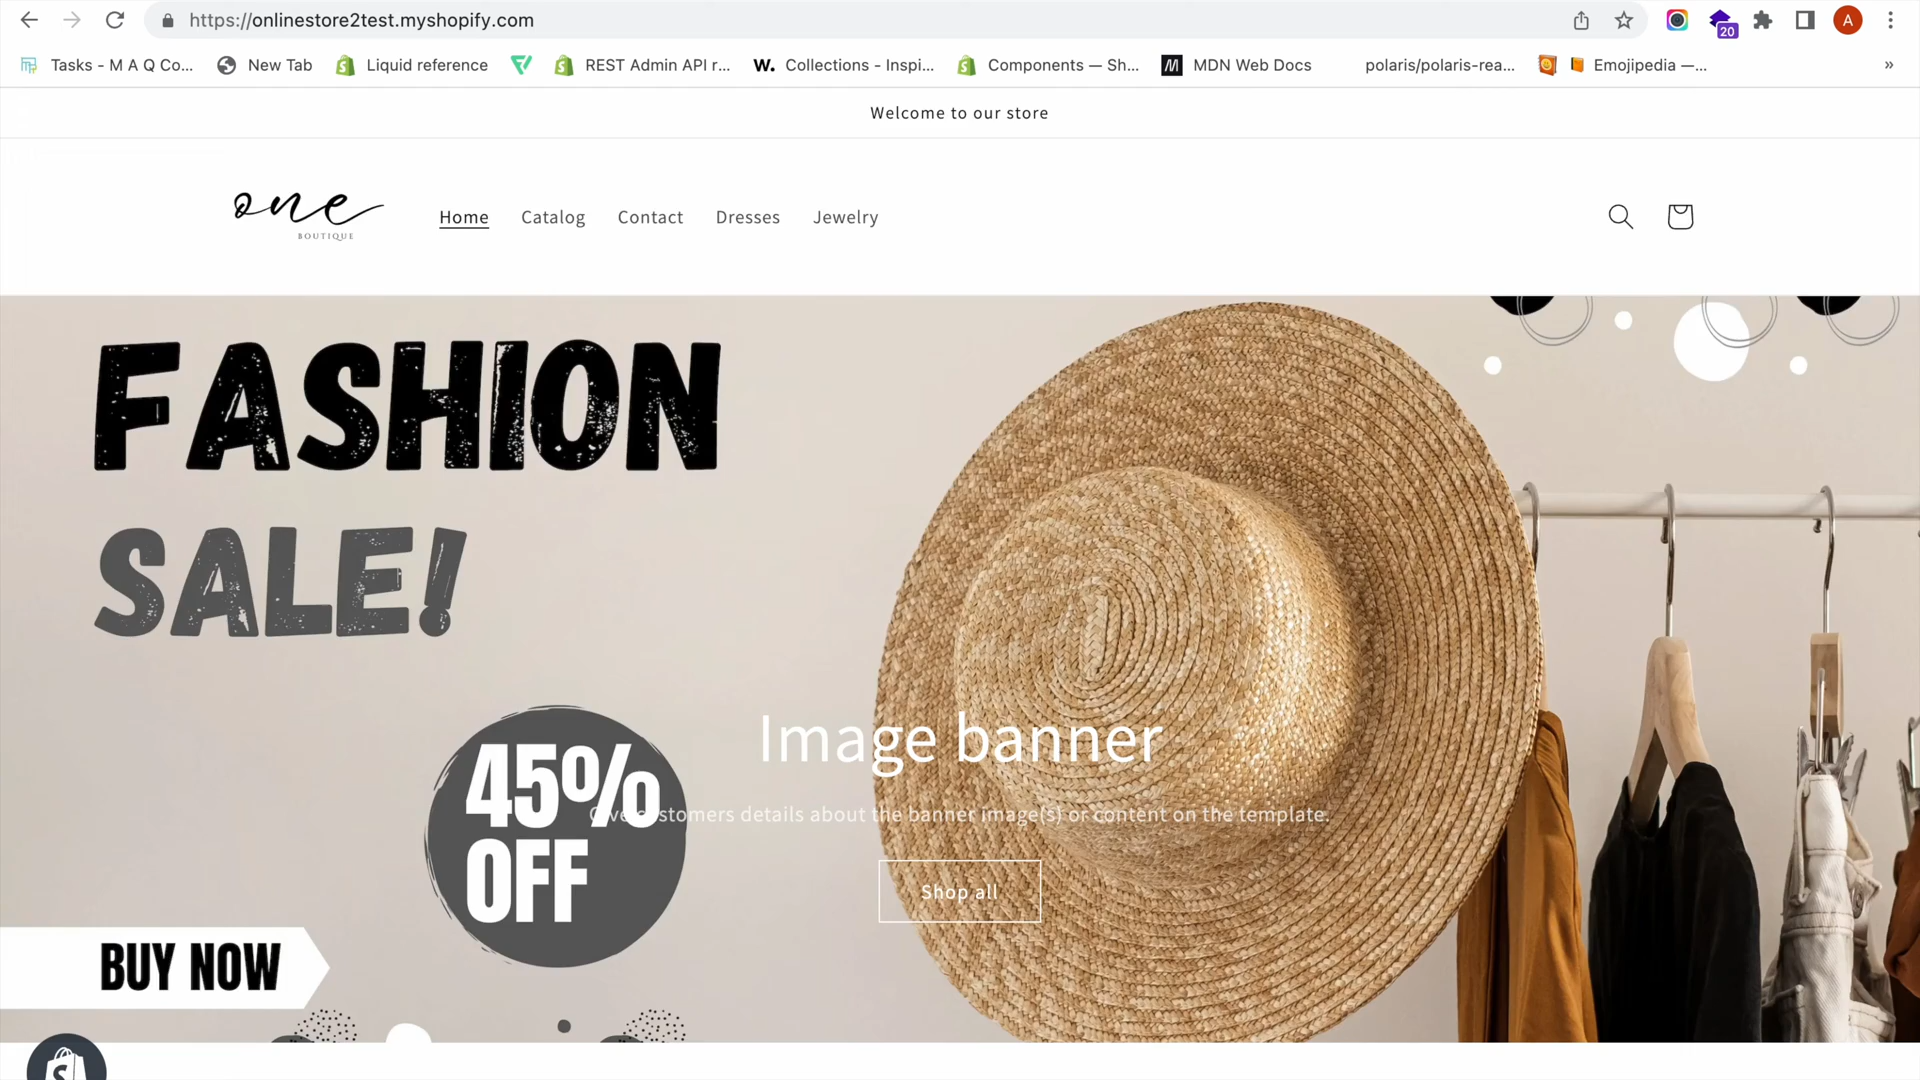 https://onlinestore2test.myshopify.com
A
20
Tasks - M A Q Co...
New Tab
Liquid reference
REST Admin API r...
W.
Collections - Inspi...
Components — Sh...
M
MDN Web Docs
polaris/polaris-rea...
Emojipedia —...
»
Welcome to our store
one
BOUTIQUE
Home
Catalog
Contact
Dresses
Jewelry
FASHION
SALE!
Image banner
45%
Give customers details about the banner image(s) or content on the template.
OFF
Shop all
BUY NOW